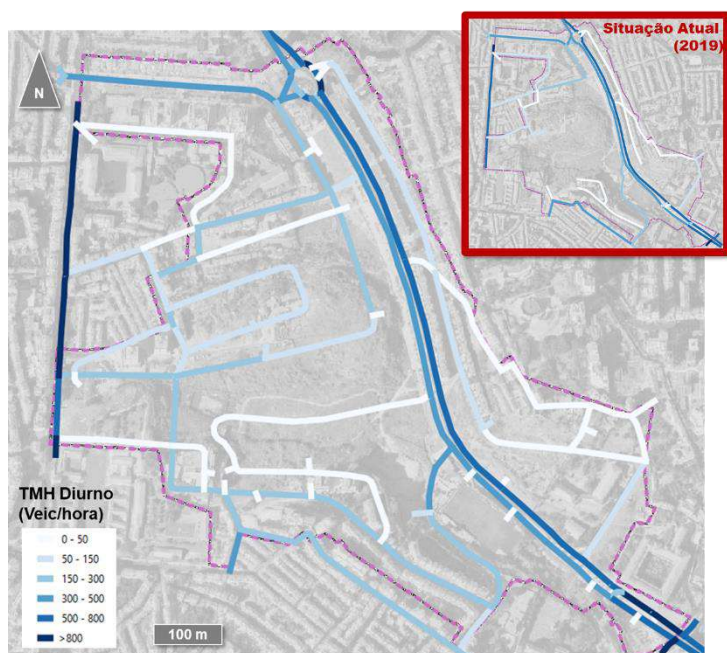 Situação Atual
(2019)
N
TMH Diurno
(Veic/hora)
0 - 50
50 - 150
150 - 300
300 - 500
500 - 800
>800
100 m